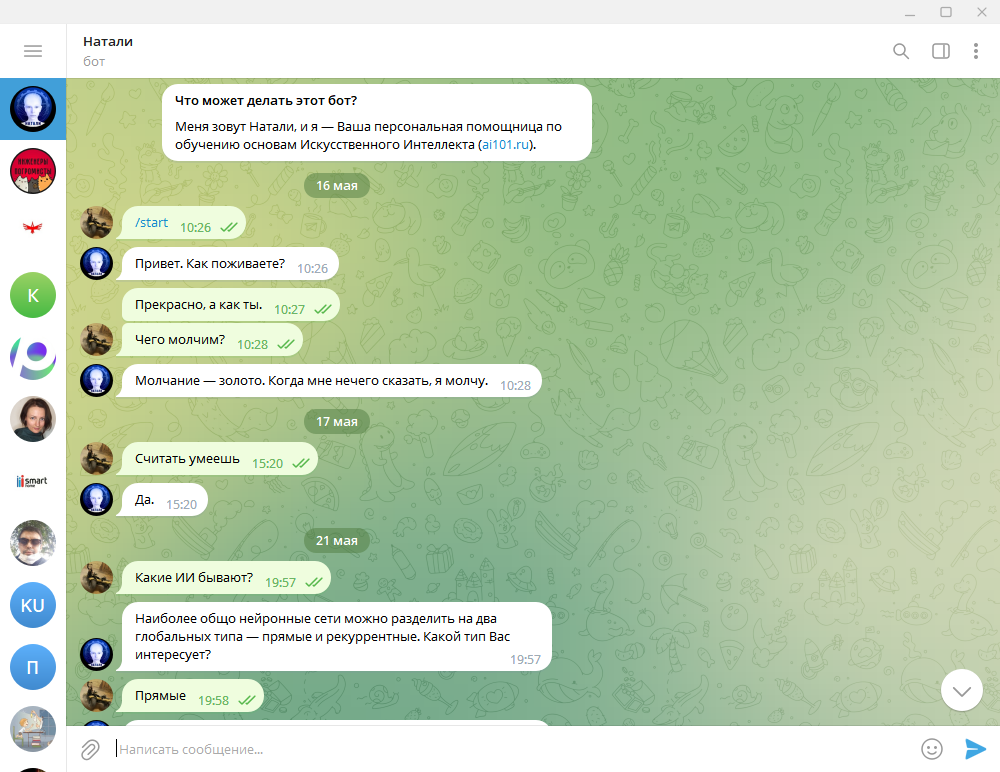 Натали
бот
Что может делать этот бот?
Меня зовут Натали, и я — Ваша персональная помощница по
обучению основам Искусственного Интеллекта (ai101.ru).
16 мая
/start 10:26
Привет. Как поживаете? 10:26
Прекрасно, а как ты. 10:27
Чего молчим? 10:28
Молчание — золото. Когда мне нечего сказать, я молчу. 10:28
17 мая
Считать умеешь 15:20
Да. 15:20
21 мая
Какие ИИ бывают? 19:57
Наиболее общо нейронные сети можно разделить на два
глобальных типа — прямые и рекуррентные. Какой тип Вас
интересует? 19:57
Прямые 19:58
Написать сообщение...
НАТАЛИ
K
smart
KU
П